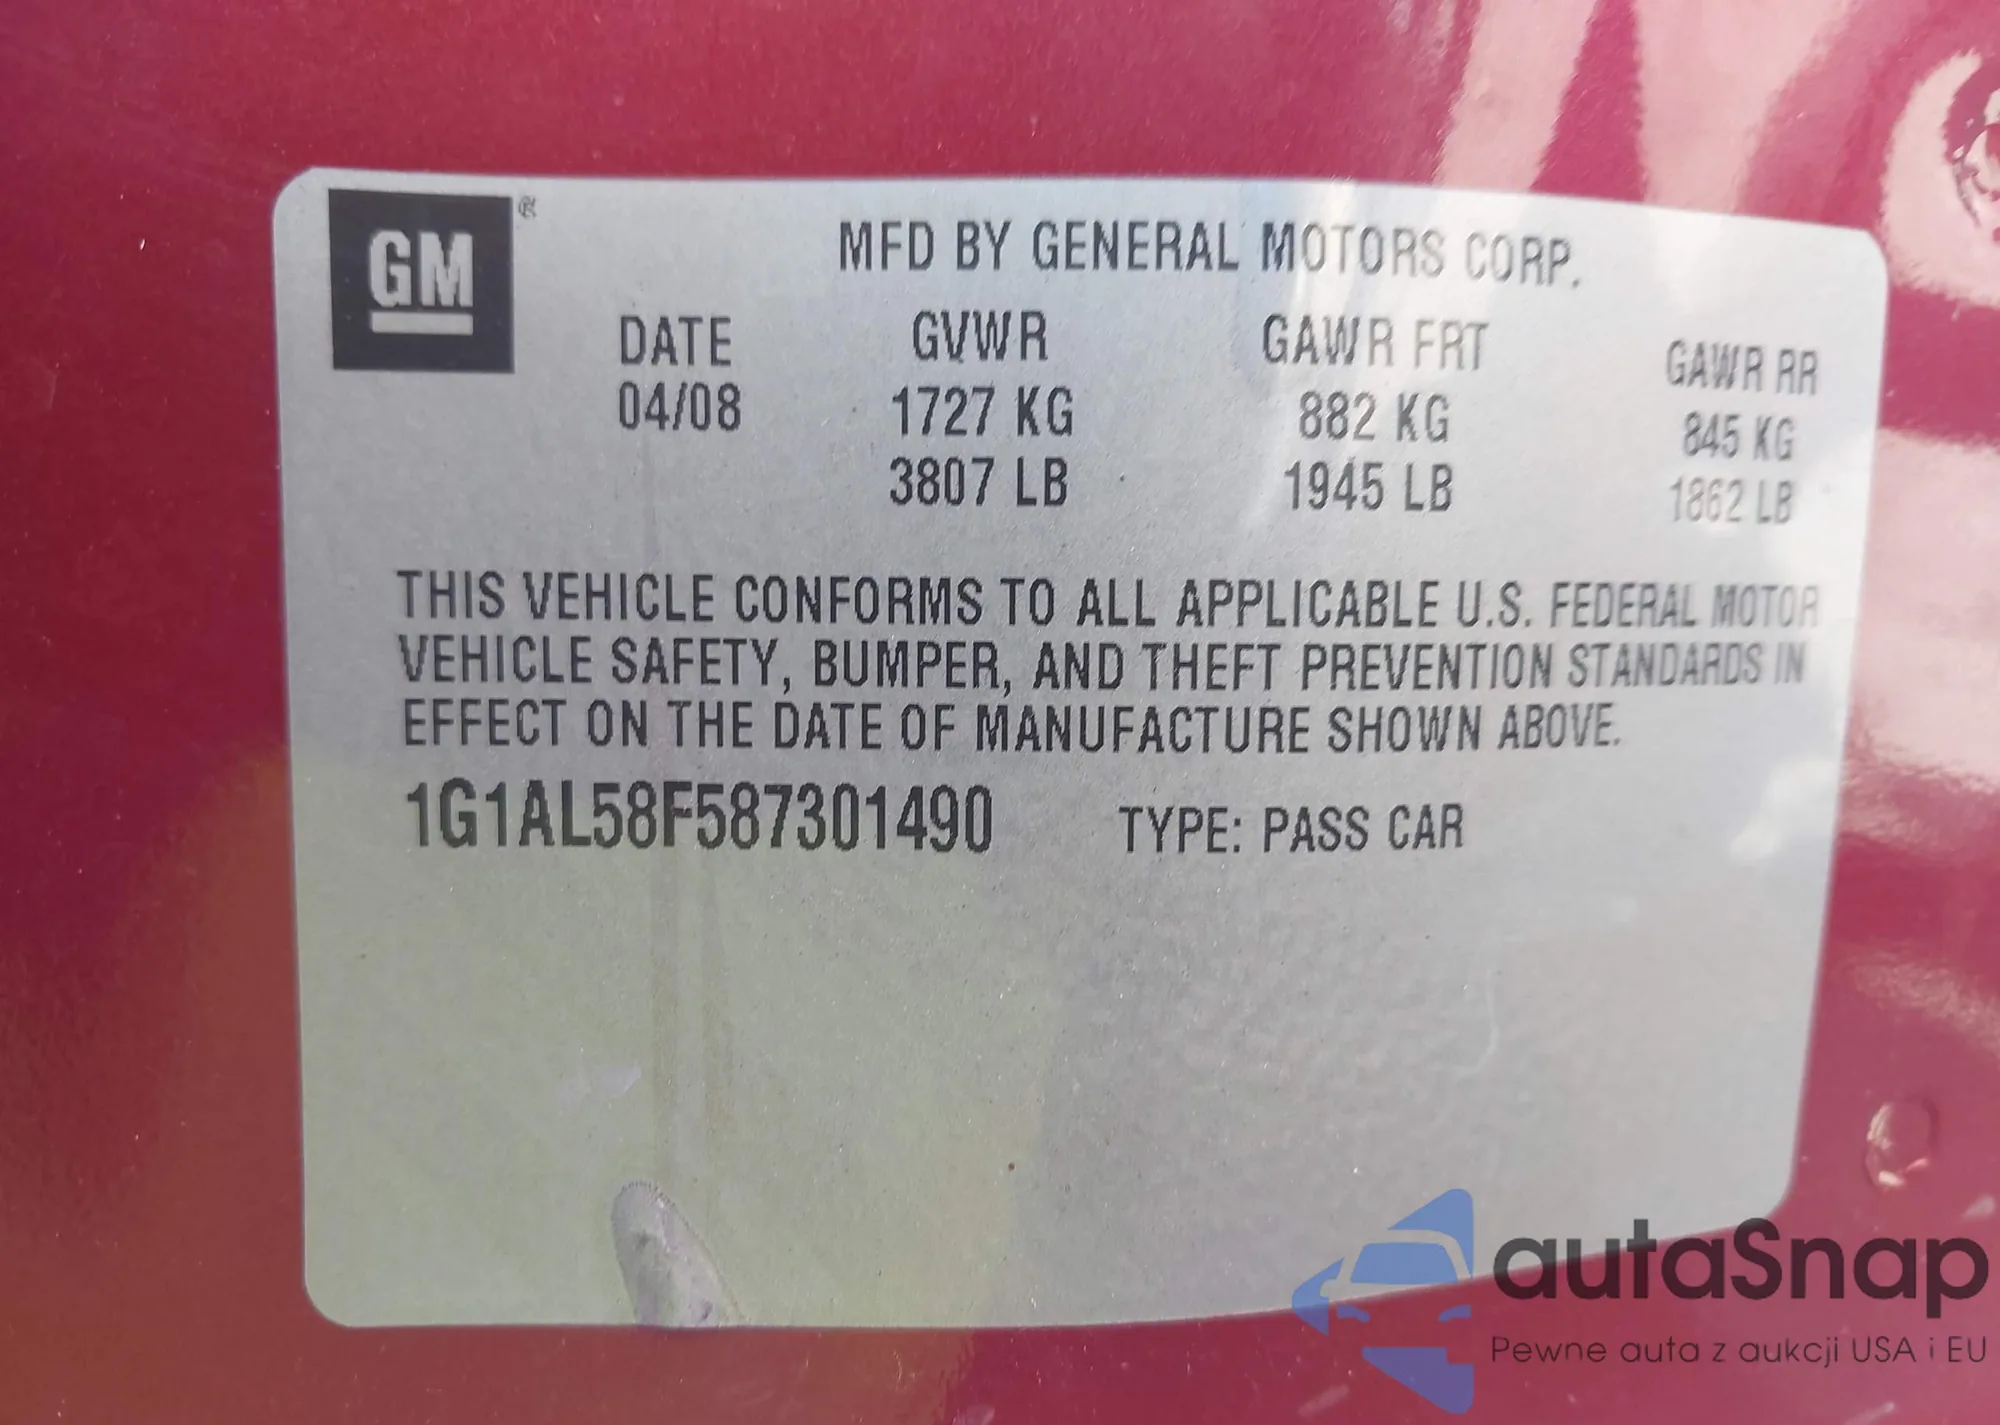 GM ®
MFD BY GENERAL MOTORS CORP.
DATE GVWR GAWR FRT GAWR RR
04/08 1727 KG 882 KG 845 KG
3807 LB 1945 LB 1862 LB
THIS VEHICLE CONFORMS TO ALL APPLICABLE U.S. FEDERAL MOTOR
VEHICLE SAFETY, BUMPER, AND THEFT PREVENTION STANDARDS IN
EFFECT ON THE DATE OF MANUFACTURE SHOWN ABOVE.
1G1AL58F587301490 TYPE: PASS CAR
autaSnap
Pewne auta z aukcji USA i EU